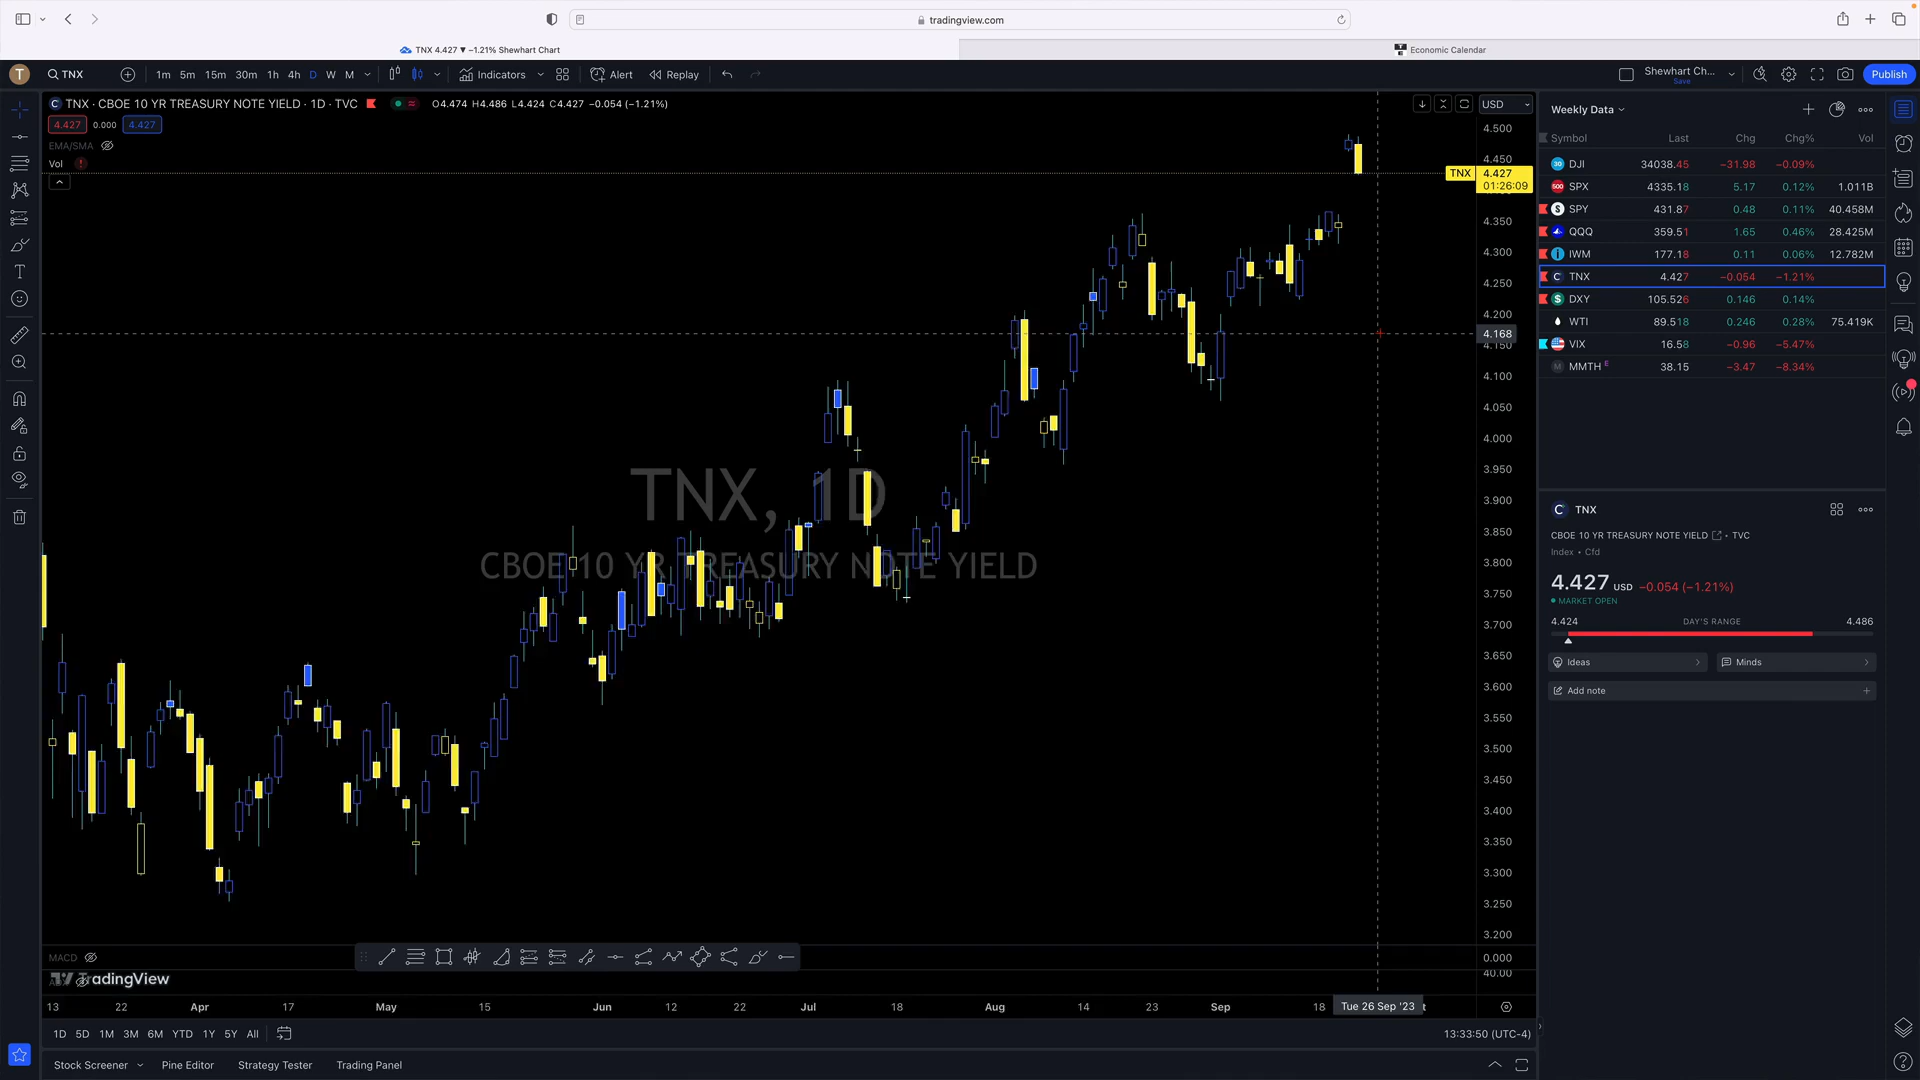 tradingview.com
TNX 4.427 ▼ −1.21% Shewhart Chart
Economic Calendar
T
TNX
1m 5m 15m 30m 1h 4h D W M
Indicators
Alert
Replay
Shewhart Ch...
Save
Publish
TNX · CBOE 10 YR TREASURY NOTE YIELD · 1D · TVC
O4.474 H4.486 L4.424 C4.427 −0.054 (−1.21%)
4.427 0.000 4.427
EMA/SMA
Vol
USD
4.500
4.450
TNX 4.427
01:26:09
4.350
4.300
4.250
4.200
4.168
4.150
4.100
4.050
4.000
3.950
3.900
3.850
3.800
3.750
3.700
3.650
3.600
3.550
3.500
3.450
3.400
3.350
3.300
3.250
3.200
0.000
40.00
TNX, 1D
CBOE 10 YR TREASURY NOTE YIELD
MACD
TradingView
13 22 Apr 17 May 15 Jun 12 22 Jul 18 Aug 14 23 Sep 18 Tue 26 Sep '23
1D 5D 1M 3M 6M YTD 1Y 5Y All
13:33:50 (UTC-4)
Stock Screener Pine Editor Strategy Tester Trading Panel
Weekly Data
Symbol Last Chg Chg% Vol
DJI 34038.45 −31.98 −0.09%
SPX 4335.18 5.17 0.12% 1.011B
SPY 431.87 0.48 0.11% 40.458M
QQQ 359.51 1.65 0.46% 28.425M
IWM 177.18 0.11 0.06% 12.782M
TNX 4.427 −0.054 −1.21%
DXY 105.526 0.146 0.14%
WTI 89.518 0.246 0.28% 75.419K
VIX 16.58 −0.96 −5.47%
MMTH E 38.15 −3.47 −8.34%
TNX
CBOE 10 YR TREASURY NOTE YIELD • TVC
Index • Cfd
4.427 USD −0.054 (−1.21%)
MARKET OPEN
4.424 DAY'S RANGE 4.486
Ideas
Minds
Add note